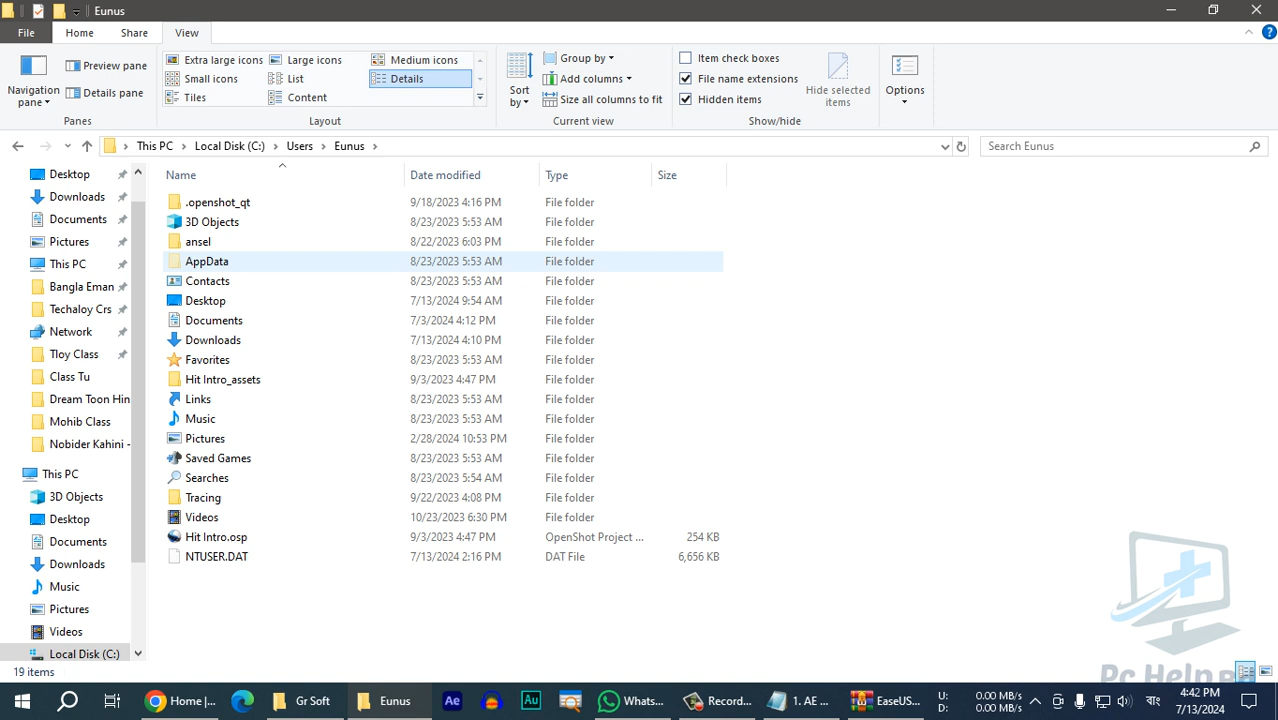 Eunus
File
Home
Share
View
Navigation pane
Preview pane
Details pane
Panes
Extra large icons
Large icons
Medium icons
Small icons
List
Details
Tiles
Content
Layout
Sort by
Group by
Add columns
Size all columns to fit
Current view
Item check boxes
File name extensions
Hidden items
Hide selected items
Show/hide
Options
This PC > Local Disk (C:) > Users > Eunus >
Search Eunus
Desktop
Downloads
Documents
Pictures
This PC
Bangla Eman
Techaloy Crs
Network
Tloy Class
Class Tu
Dream Toon Hin
Mohib Class
Nobider Kahini -
This PC
3D Objects
Desktop
Documents
Downloads
Music
Pictures
Videos
Local Disk (C:)
Name Date modified Type Size
.openshot_qt 9/18/2023 4:16 PM File folder
3D Objects 8/23/2023 5:53 AM File folder
ansel 8/22/2023 6:03 PM File folder
AppData 8/23/2023 5:53 AM File folder
Contacts 8/23/2023 5:53 AM File folder
Desktop 7/13/2024 9:54 AM File folder
Documents 7/3/2024 4:12 PM File folder
Downloads 7/13/2024 4:10 PM File folder
Favorites 8/23/2023 5:53 AM File folder
Hit Intro_assets 9/3/2023 4:47 PM File folder
Links 8/23/2023 5:53 AM File folder
Music 8/23/2023 5:53 AM File folder
Pictures 2/28/2024 10:53 PM File folder
Saved Games 8/23/2023 5:53 AM File folder
Searches 8/23/2023 5:54 AM File folder
Tracing 9/22/2023 4:08 PM File folder
Videos 10/23/2023 6:30 PM File folder
Hit Intro.osp 9/3/2023 4:47 PM OpenShot Project ... 254 KB
NTUSER.DAT 7/13/2024 2:16 PM DAT File 6,656 KB
Pc Help BD
19 items
Home |...
Gr Soft
Eunus
Ae
Au
Whats...
Record...
1. AE ...
EaseUS...
U: 0.00 MB/s
D: 0.00 MB/s
বাং
4:42 PM
7/13/2024